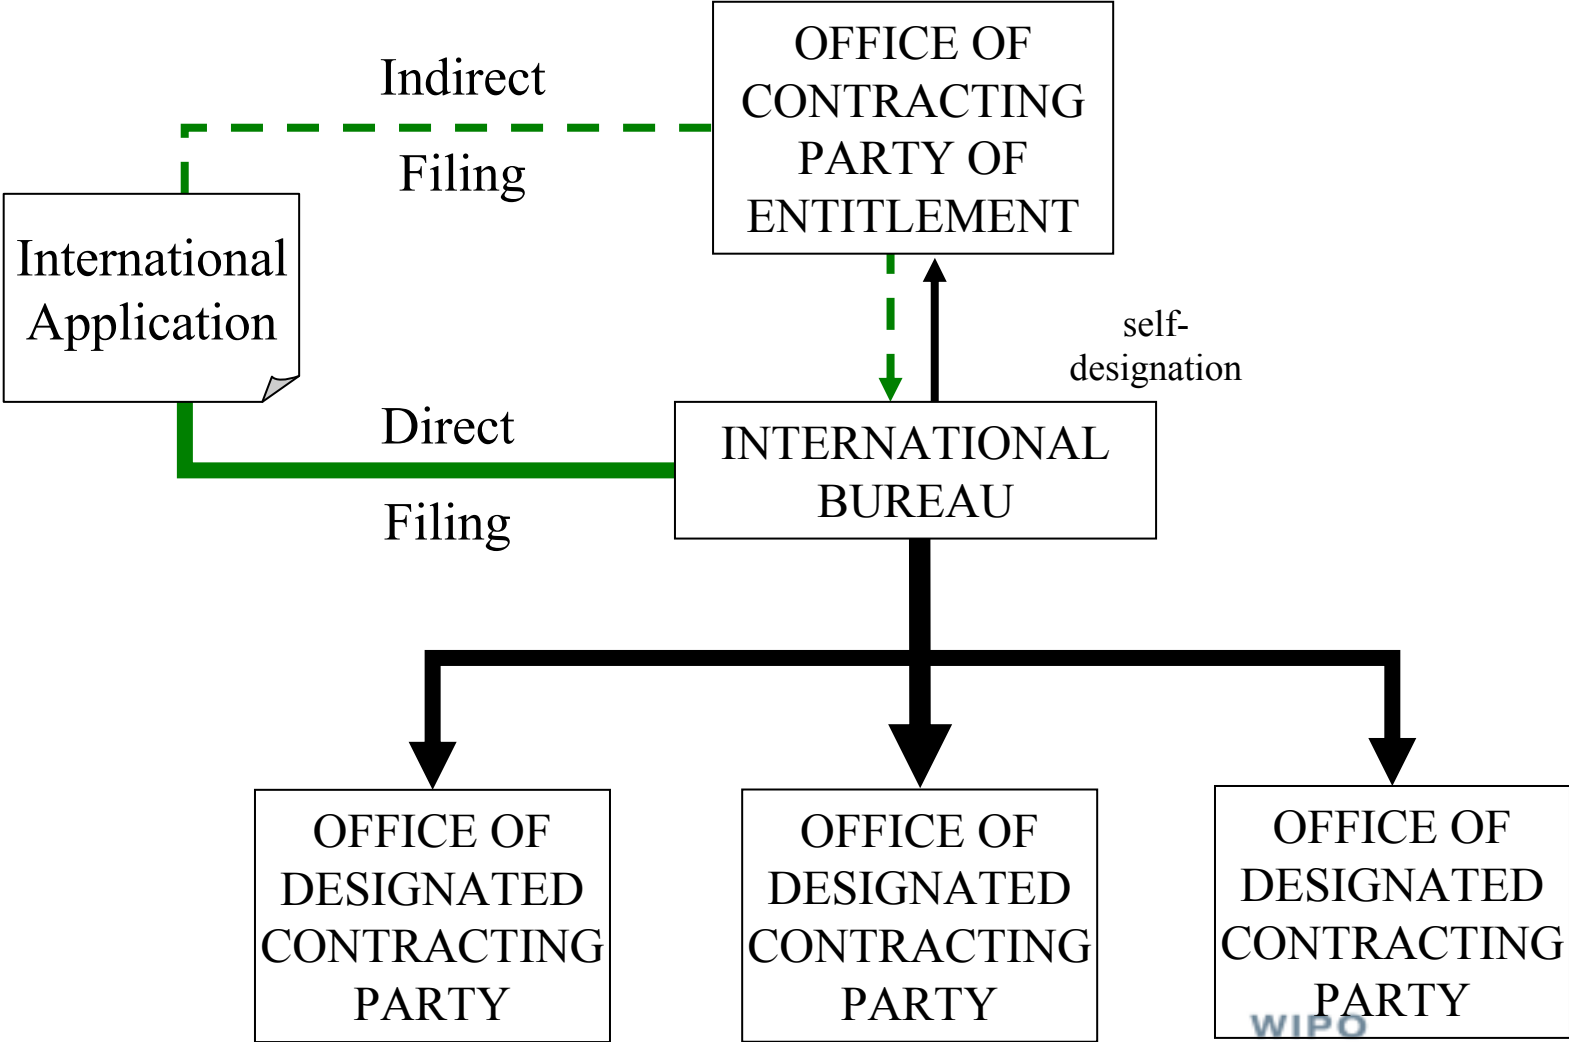 Indirect
Filing
OFFICE OF
CONTRACTING
PARTY OF
ENTITLEMENT
International
Application
self-
designation
Direct
Filing
INTERNATIONAL
BUREAU
OFFICE OF
DESIGNATED
CONTRACTING
PARTY
OFFICE OF
DESIGNATED
CONTRACTING
PARTY
OFFICE OF
DESIGNATED
CONTRACTING
PARTY
WIPO